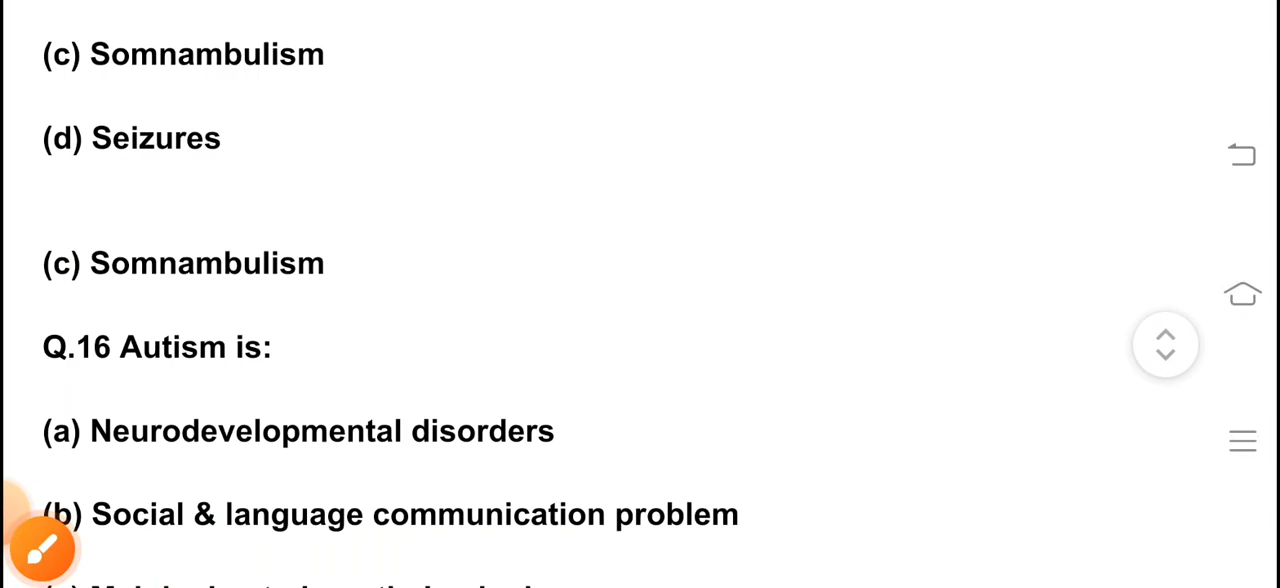 (c) Somnambulism
(d) Seizures
(c) Somnambulism
Q.16 Autism is:
(a) Neurodevelopmental disorders
(b) Social & language communication problem